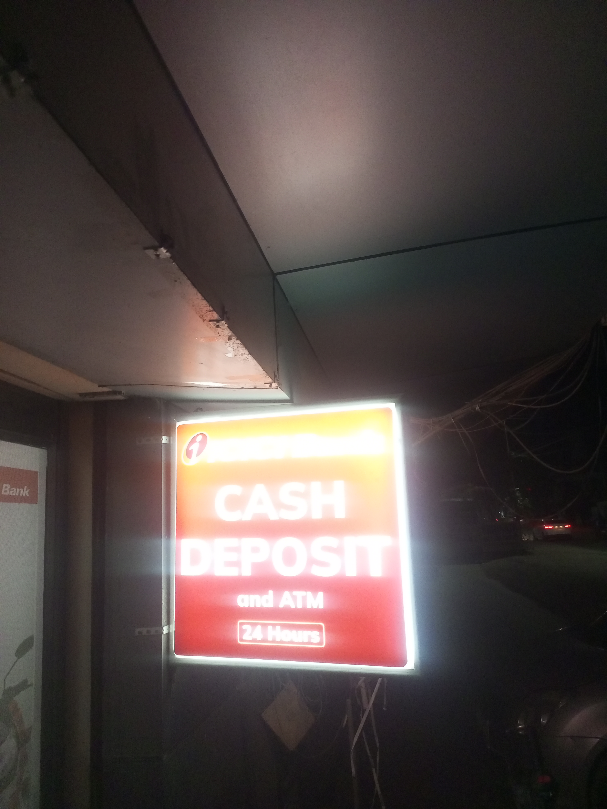 CASH
DEPOSIT
and ATM
24 Hours
Bank